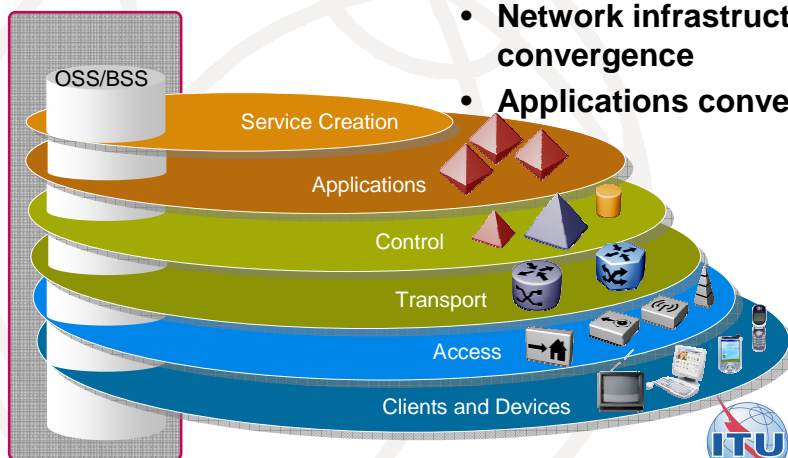 • Network infrastruct
convergence
• Applications conve
OSS/BSS
Service Creation
Applications
Control
Transport
Access
Clients and Devices
ITU